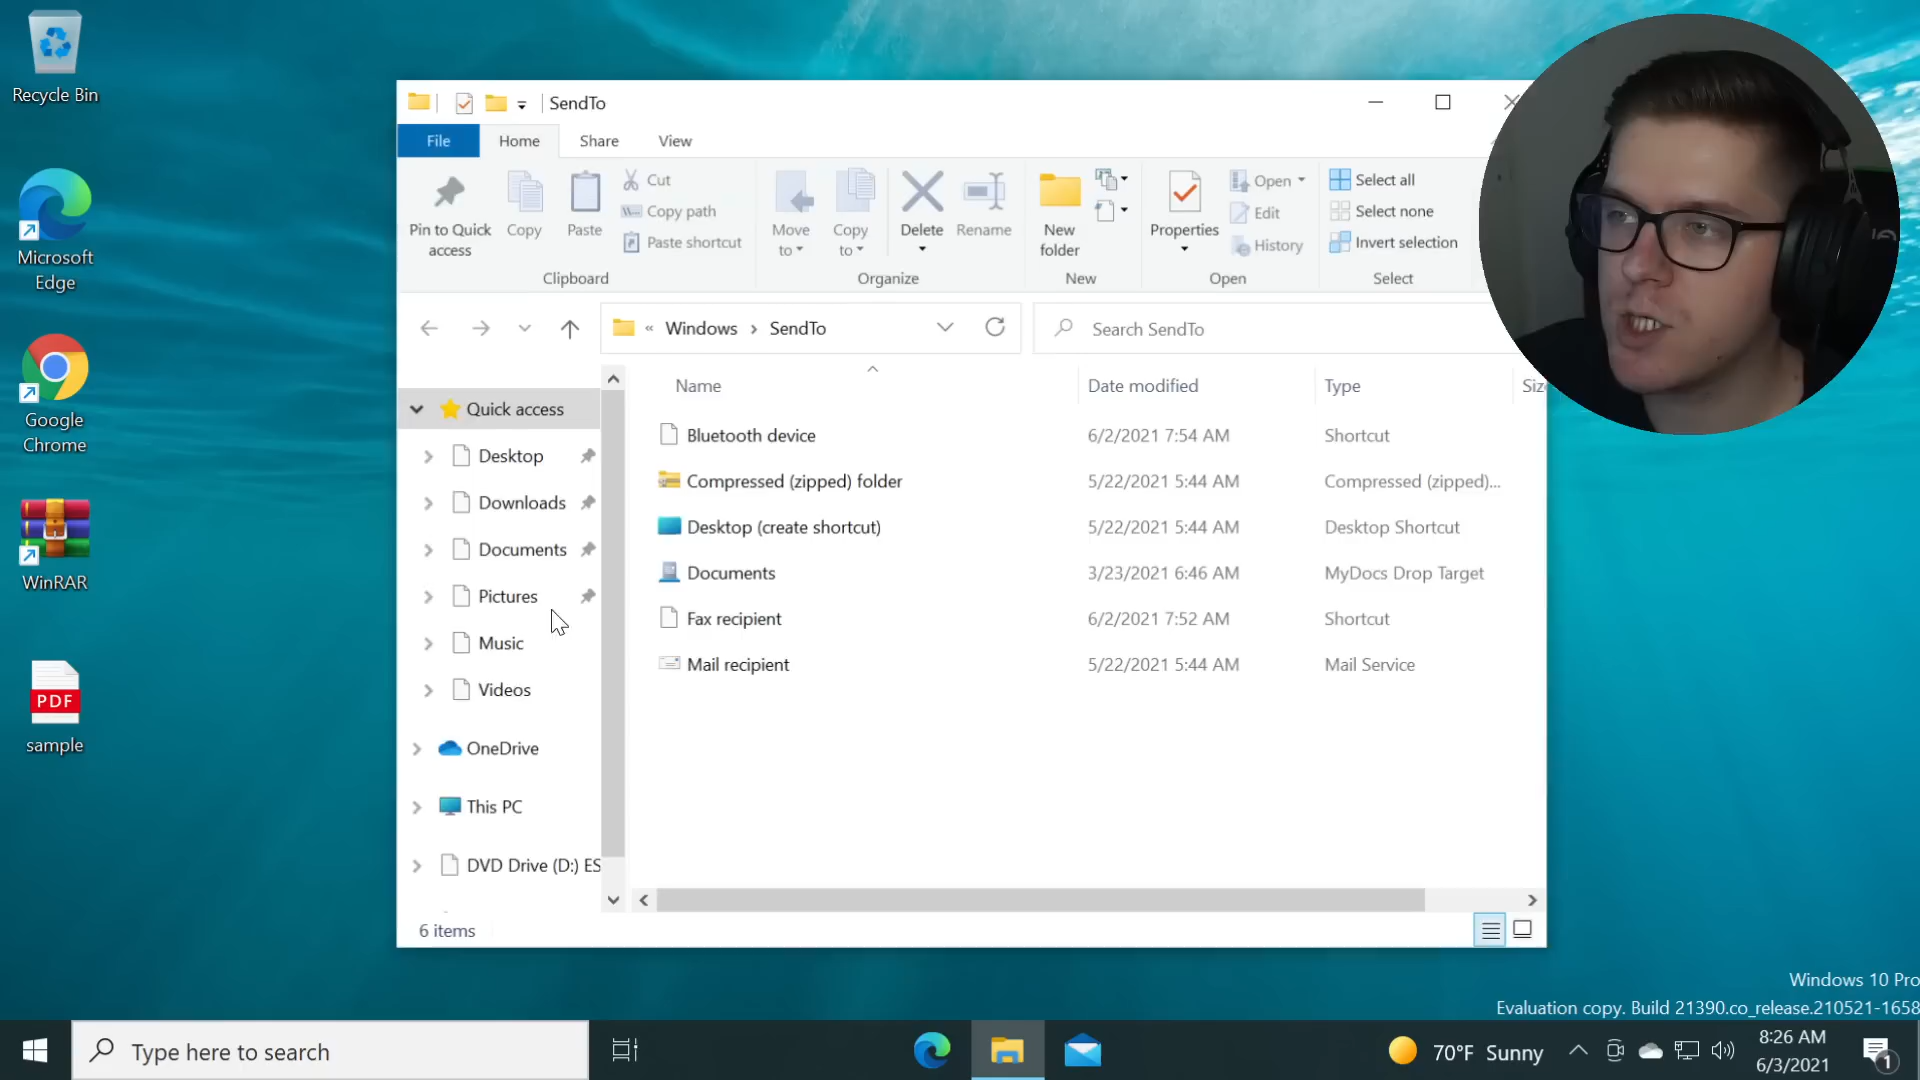 Recycle Bin
Microsoft
Edge
Google
Chrome
WinRAR
PDF
sample
SendTo
File
Home
Share
View
Pin to Quick
access
Copy
Paste
Cut
Copy path
Paste shortcut
Clipboard
Move
to
Copy
to
Delete
Rename
Organize
New
folder
New
Properties
Open
Edit
History
Open
Select all
Select none
Invert selection
Select
« Windows › SendTo
Search SendTo
Quick access
Desktop
Downloads
Documents
Pictures
Music
Videos
OneDrive
This PC
DVD Drive (D:) ES
Name Date modified Type Siz
Bluetooth device 6/2/2021 7:54 AM Shortcut
Compressed (zipped) folder 5/22/2021 5:44 AM Compressed (zipped)...
Desktop (create shortcut) 5/22/2021 5:44 AM Desktop Shortcut
Documents 3/23/2021 6:46 AM MyDocs Drop Target
Fax recipient 6/2/2021 7:52 AM Shortcut
Mail recipient 5/22/2021 5:44 AM Mail Service
6 items
Windows 10 Pro
Evaluation copy. Build 21390.co_release.210521-1658
Type here to search
70°F Sunny
8:26 AM
6/3/2021
1